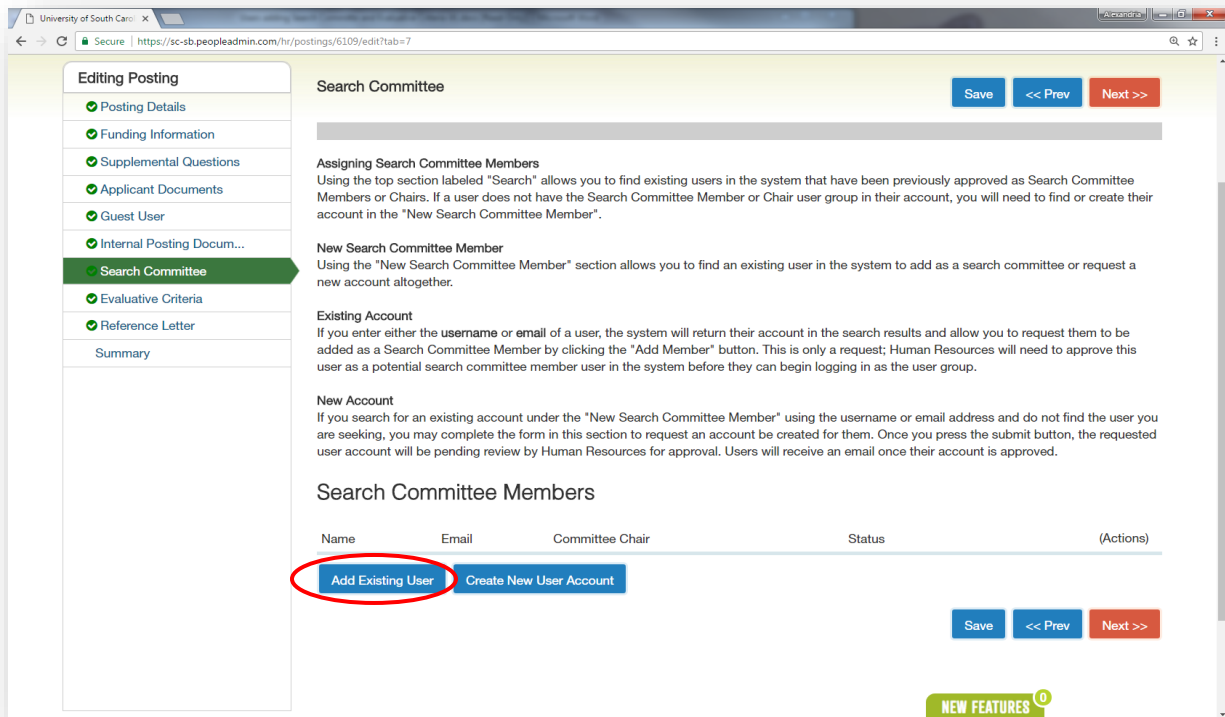 University of South Carol
Alexandria
Secure | https://sc-sb.peopleadmin.com/hr/postings/6109/edit?tab=7
Editing Posting
Posting Details
Funding Information
Supplemental Questions
Applicant Documents
Guest User
Internal Posting Docum...
Search Committee
Evaluative Criteria
Reference Letter
Summary
Search Committee
Save
<< Prev
Next >>
Assigning Search Committee Members
Using the top section labeled "Search" allows you to find existing users in the system that have been previously approved as Search Committee
Members or Chairs. If a user does not have the Search Committee Member or Chair user group in their account, you will need to find or create their
account in the "New Search Committee Member".
New Search Committee Member
Using the "New Search Committee Member" section allows you to find an existing user in the system to add as a search committee or request a
new account altogether.
Existing Account
If you enter either the username or email of a user, the system will return their account in the search results and allow you to request them to be
added as a Search Committee Member by clicking the "Add Member" button. This is only a request; Human Resources will need to approve this
user as a potential search committee member user in the system before they can begin logging in as the user group.
New Account
If you search for an existing account under the "New Search Committee Member" using the username or email address and do not find the user you
are seeking, you may complete the form in this section to request an account be created for them. Once you press the submit button, the requested
user account will be pending review by Human Resources for approval. Users will receive an email once their account is approved.
Search Committee Members
Name Email Committee Chair Status (Actions)
Add Existing User
Create New User Account
Save
<< Prev
Next >>
NEW FEATURES 0